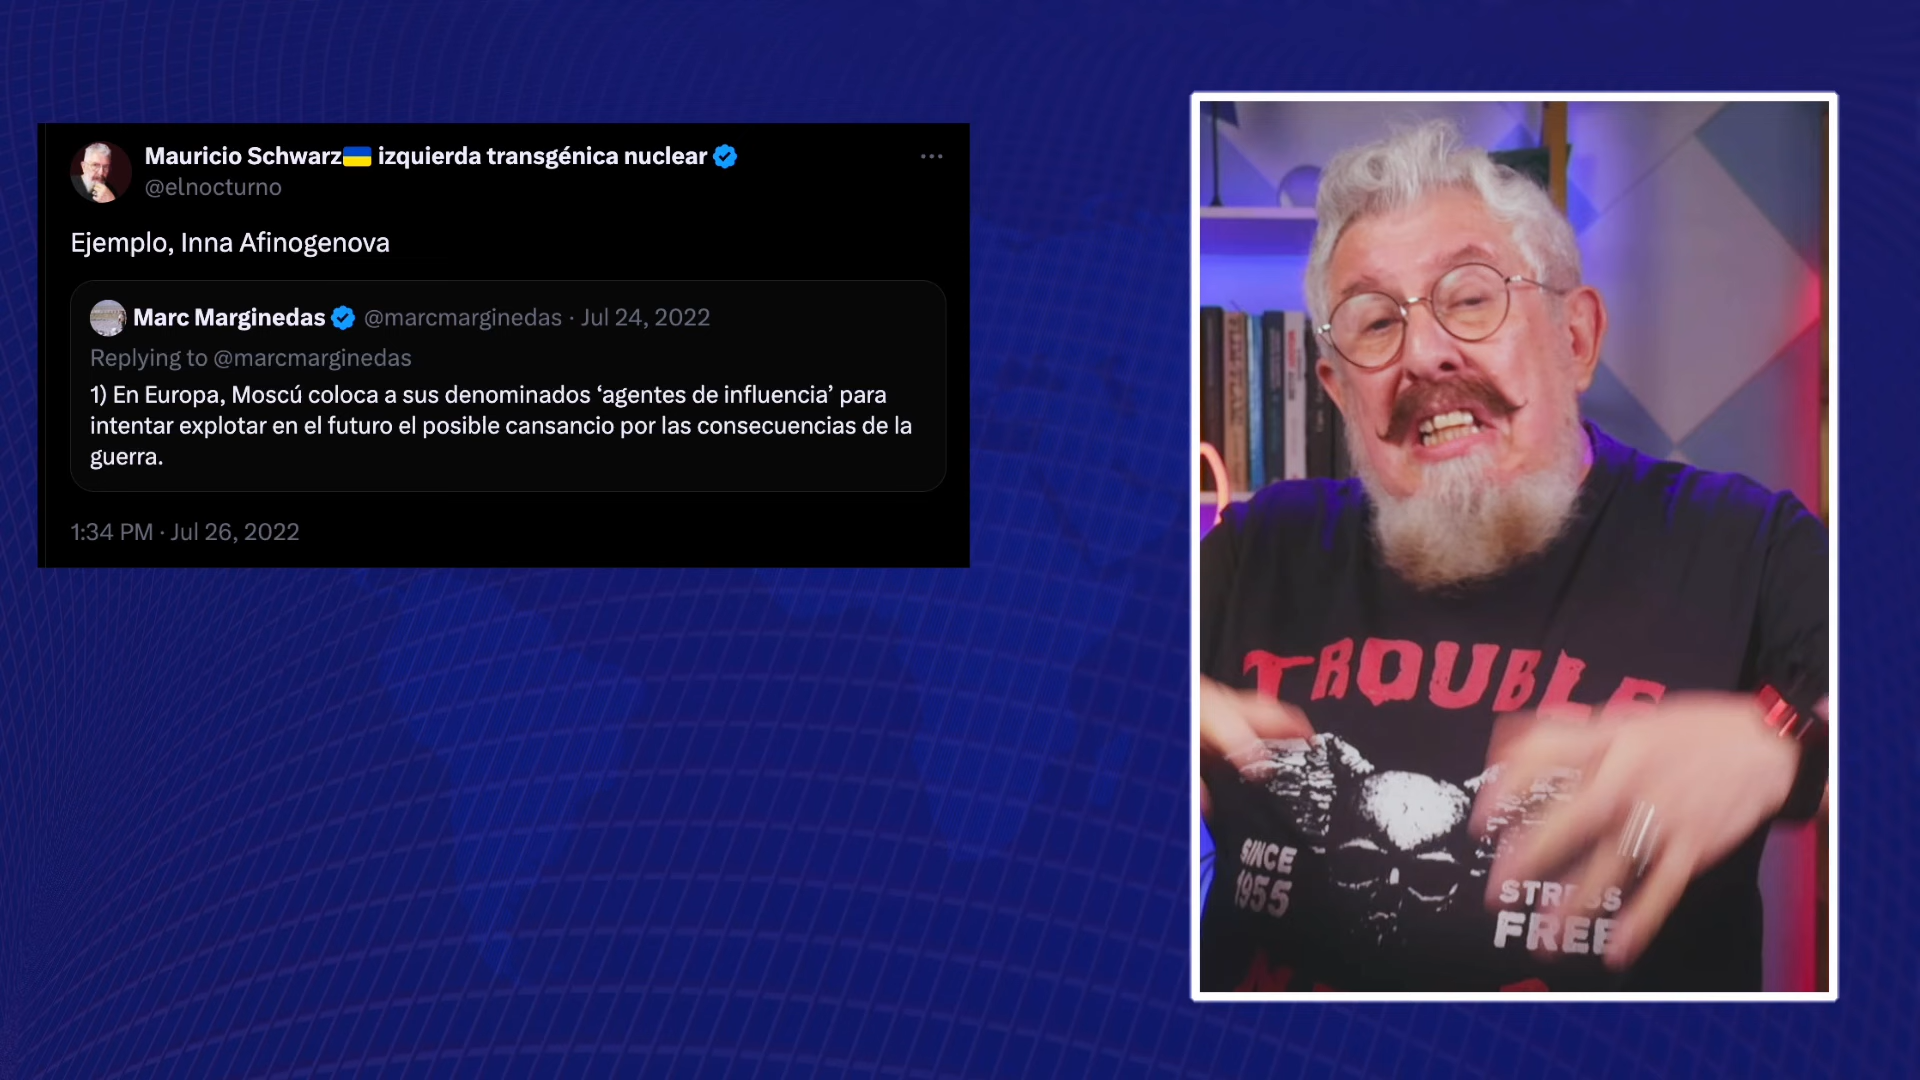 Mauricio Schwarz🇺🇦 izquierda transgénica nuclear
@elnocturno
Ejemplo, Inna Afinogenova
Marc Marginedas @marcmarginedas · Jul 24, 2022
Replying to @marcmarginedas
1) En Europa, Moscú coloca a sus denominados ‘agentes de influencia’ para
intentar explotar en el futuro el posible cansancio por las consecuencias de la
guerra.
1:34 PM · Jul 26, 2022
TROUBLE
SINCE
1955
STRESS
FREE